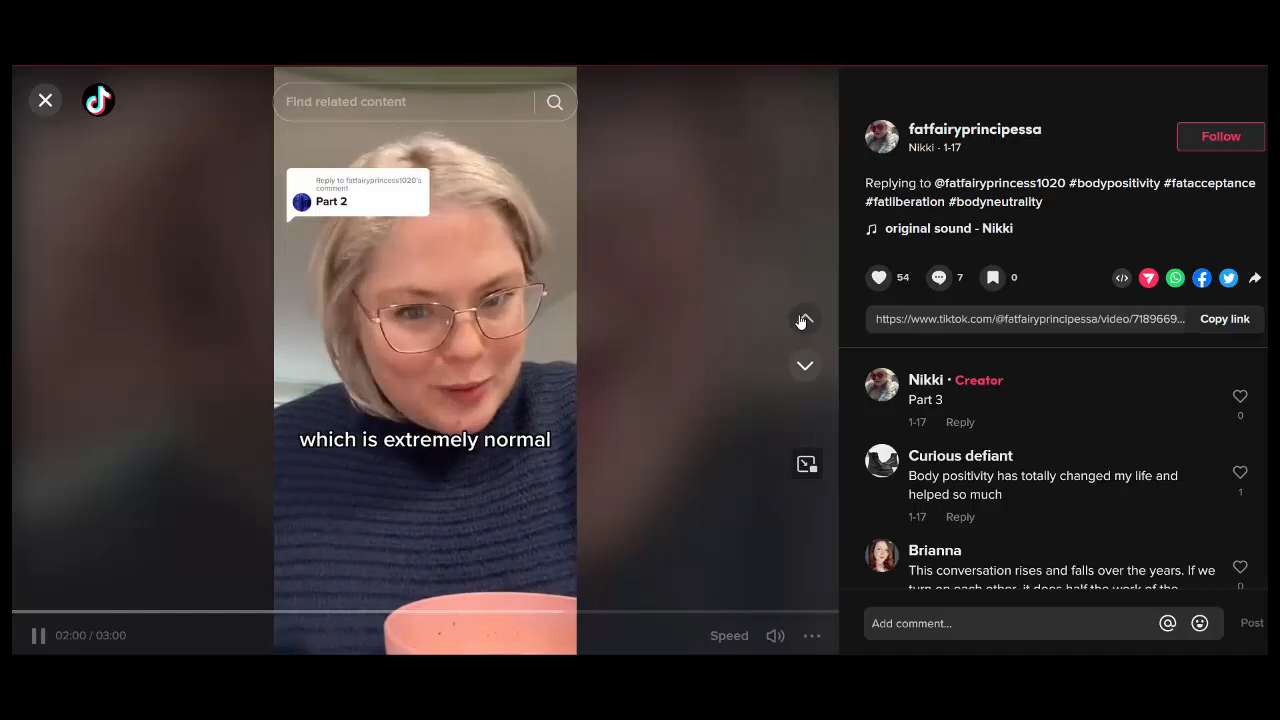 Find related content
Reply to fatfairyprincess1020's
comment
Part 2
which is extremely normal
02:00 / 03:00
Speed
fatfairyprincipessa
Nikki · 1-17
Follow
Replying to @fatfairyprincess1020 #bodypositivity #fatacceptance
#fatliberation #bodyneutrality
original sound - Nikki
54
7
0
https://www.tiktok.com/@fatfairyprincipessa/video/7189669...
Copy link
Nikki · Creator
Part 3
0
1-17 Reply
Curious defiant
Body positivity has totally changed my life and
helped so much
1
1-17 Reply
Brianna
This conversation rises and falls over the years. If we
turn on each other, it does half the work of the
0
Add comment...
Post